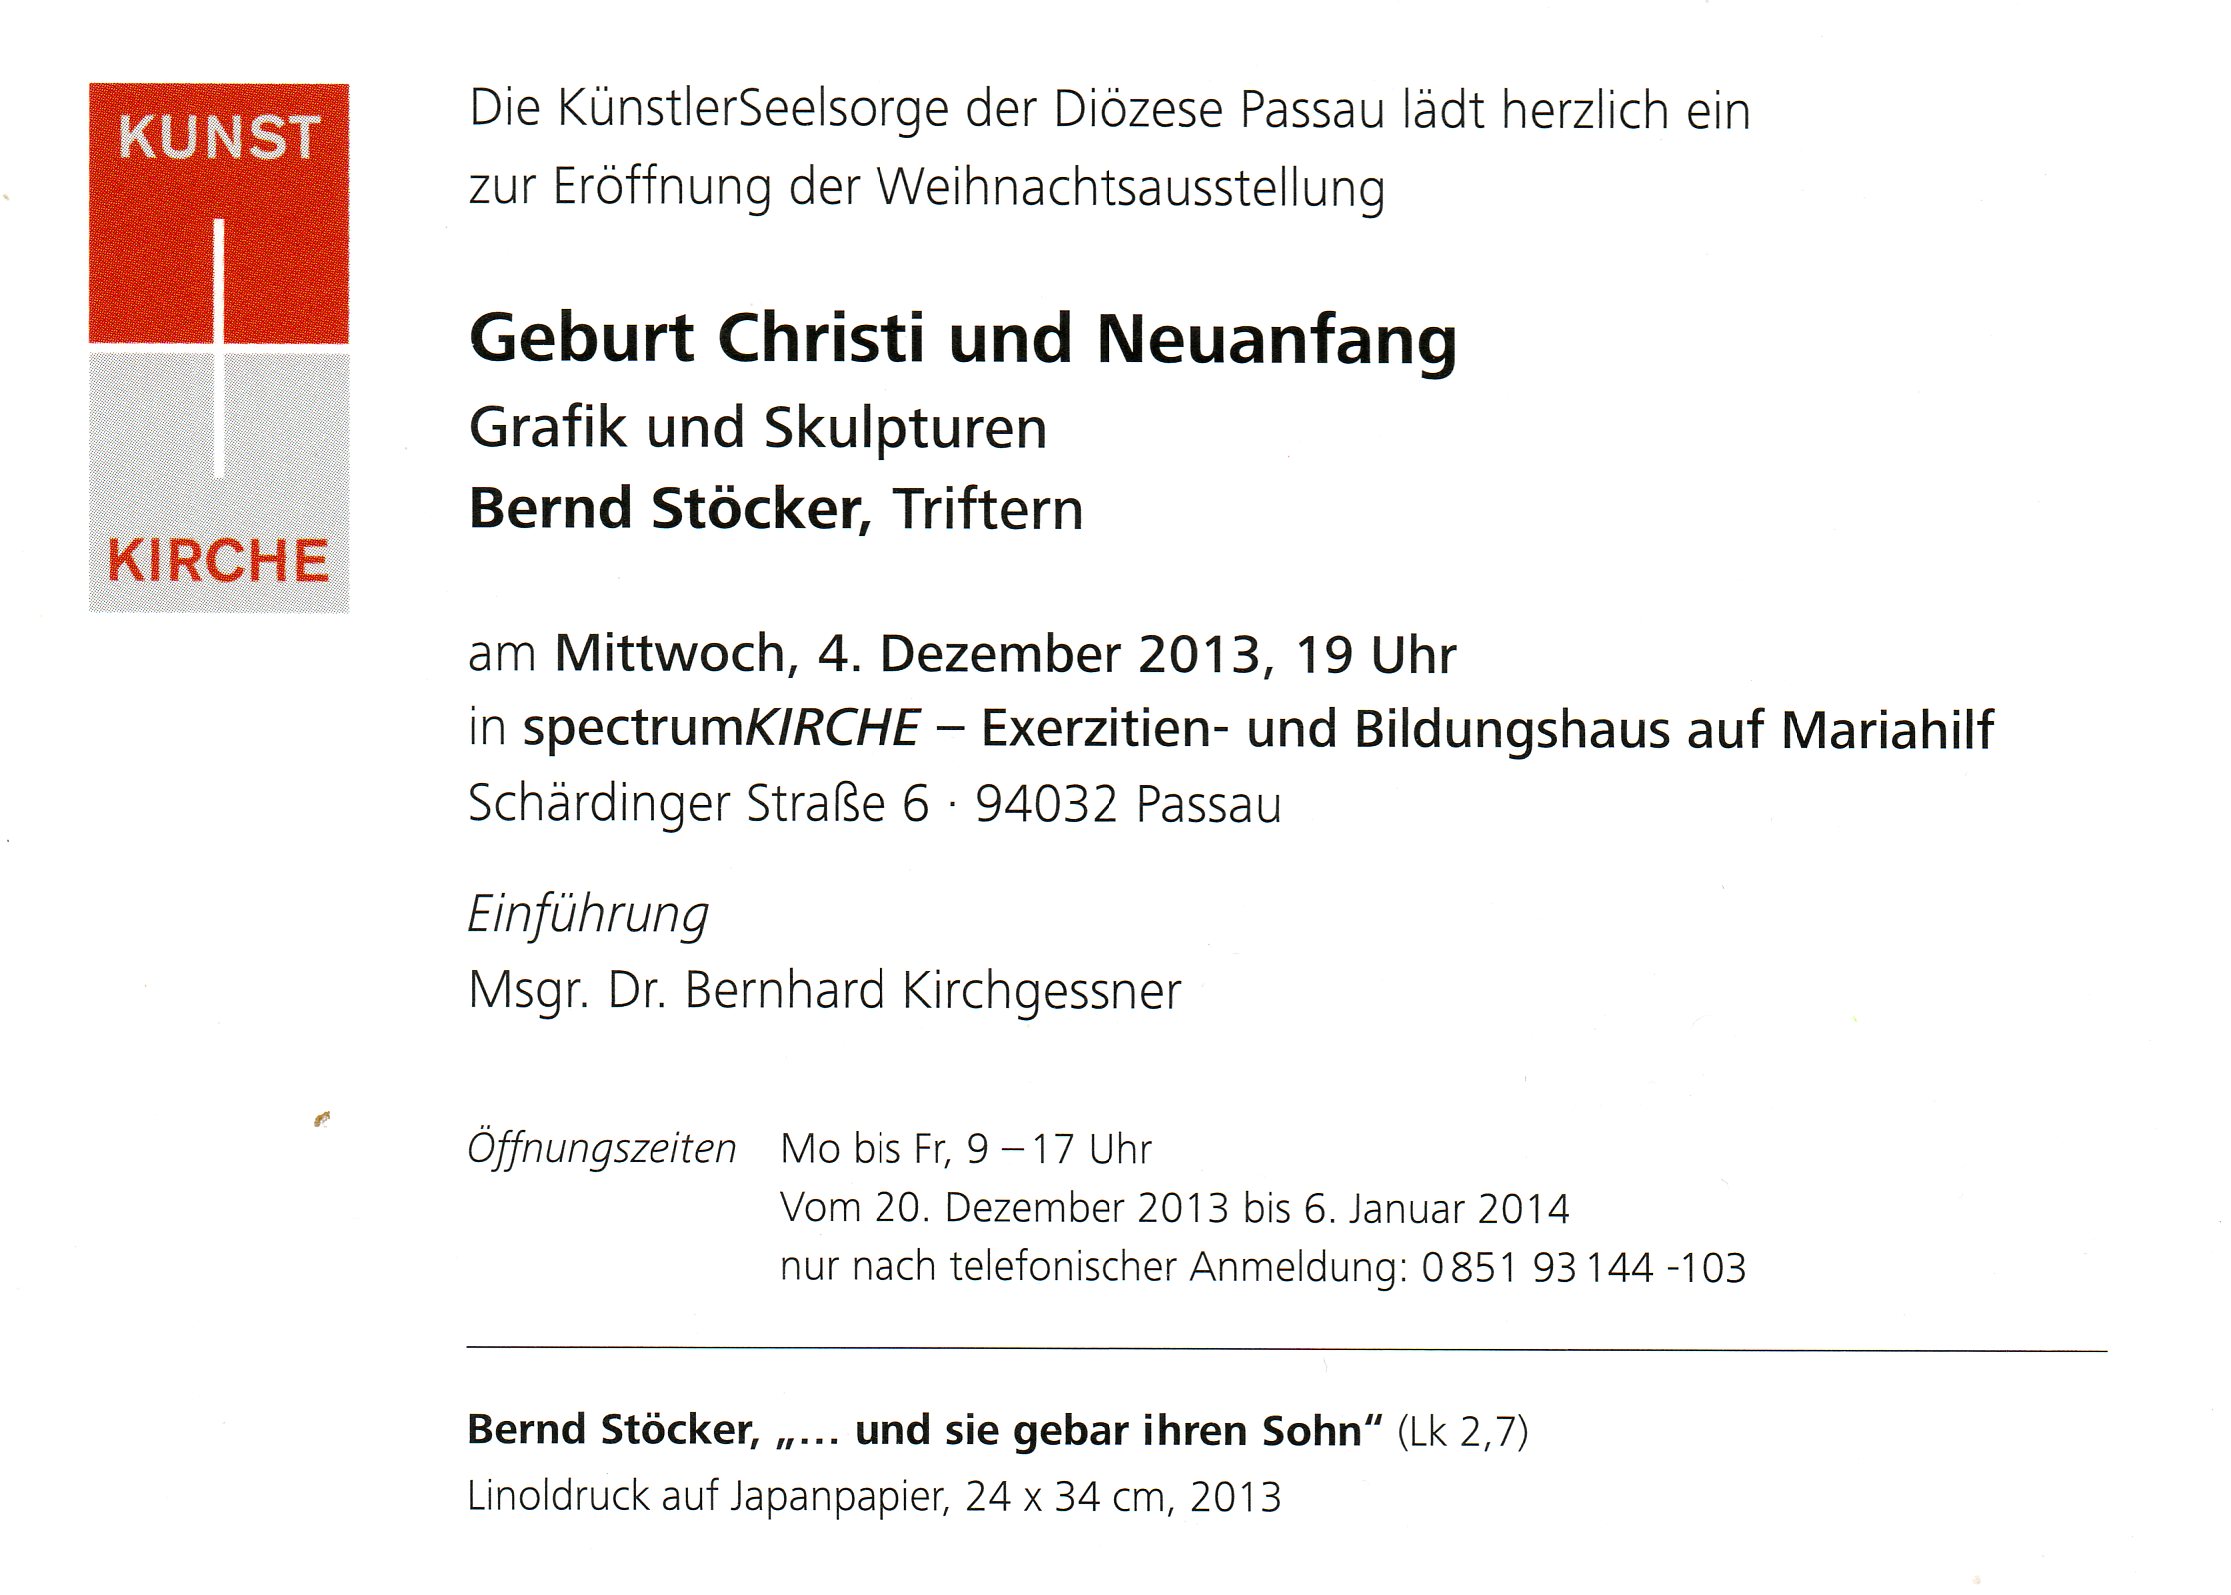 KUNST
KIRCHE
Die KünstlerSeelsorge der Diözese Passau lädt herzlich ein
zur Eröffnung der Weihnachtsausstellung
Geburt Christi und Neuanfang
Grafik und Skulpturen
Bernd Stöcker, Triftern
am Mittwoch, 4. Dezember 2013, 19 Uhr
in spectrumKIRCHE – Exerzitien- und Bildungshaus auf Mariahilf
Schärdinger Straße 6 · 94032 Passau
Einführung
Msgr. Dr. Bernhard Kirchgessner
Öffnungszeiten Mo bis Fr, 9 – 17 Uhr
Vom 20. Dezember 2013 bis 6. Januar 2014
nur nach telefonischer Anmeldung: 0851 93144 -103
Bernd Stöcker, „... und sie gebar ihren Sohn“ (Lk 2,7)
Linoldruck auf Japanpapier, 24 x 34 cm, 2013